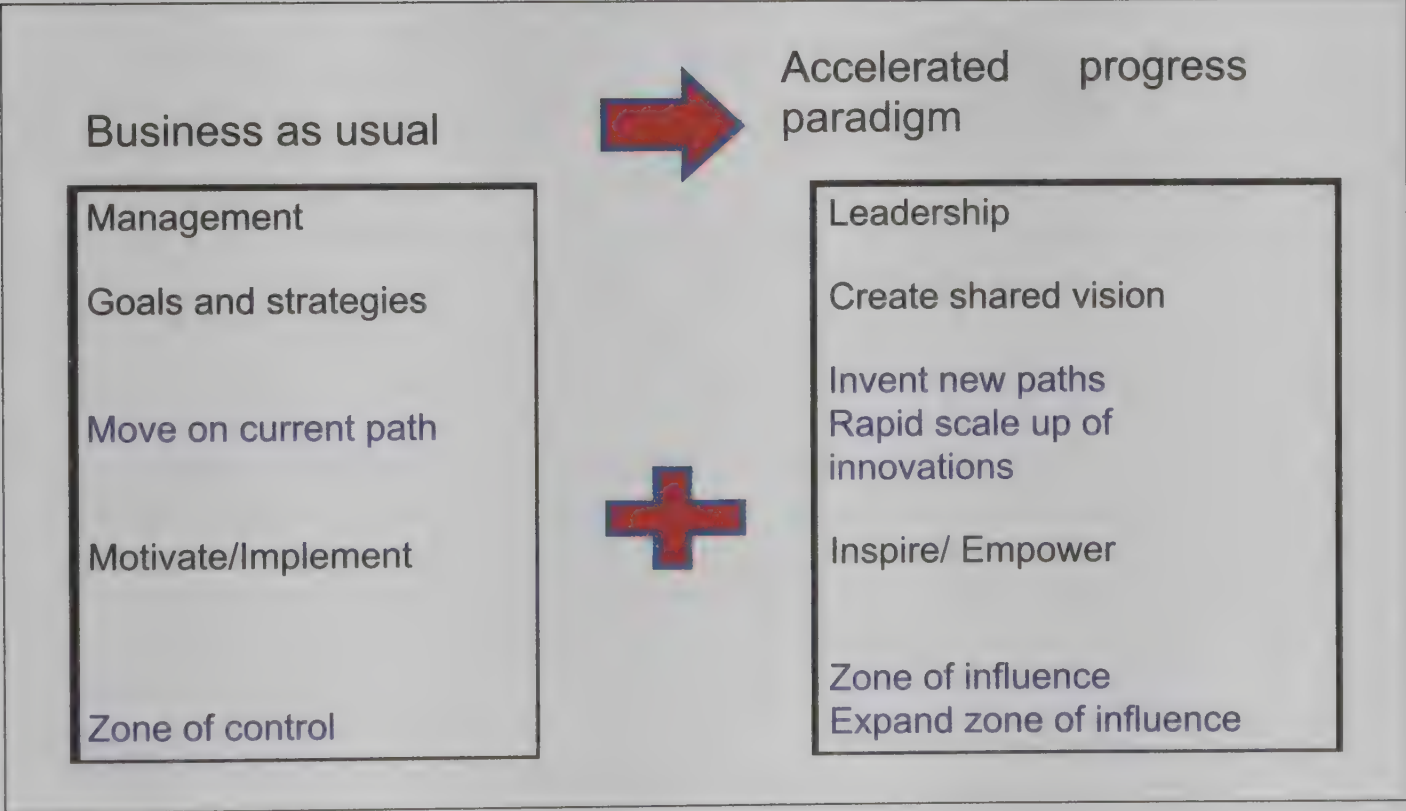 Business as usual
Accelerated progress
paradigm
Management
Goals and strategies
Move on current path
Motivate/Implement
Zone of control
Leadership
Create shared vision
Invent new paths
Rapid scale up of
innovations
Inspire/ Empower
Zone of influence
Expand zone of influence